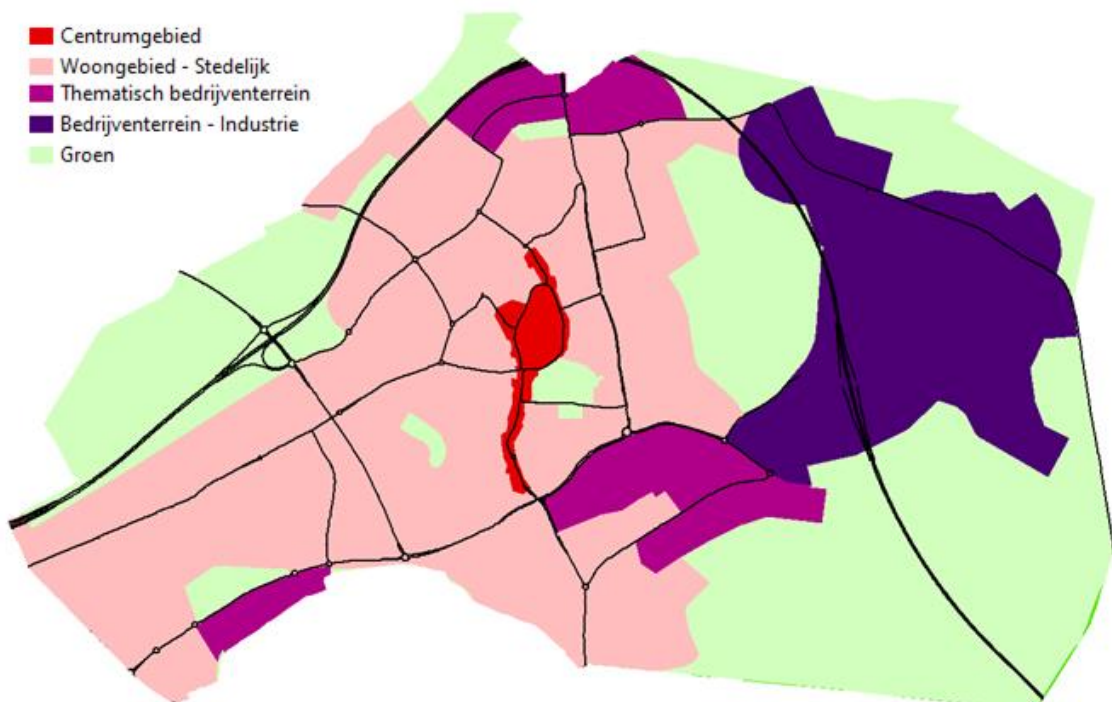 Centrumgebied
Woongebied - Stedelijk
Thematisch bedrijventerrein
Bedrijventerrein - Industrie
Groen